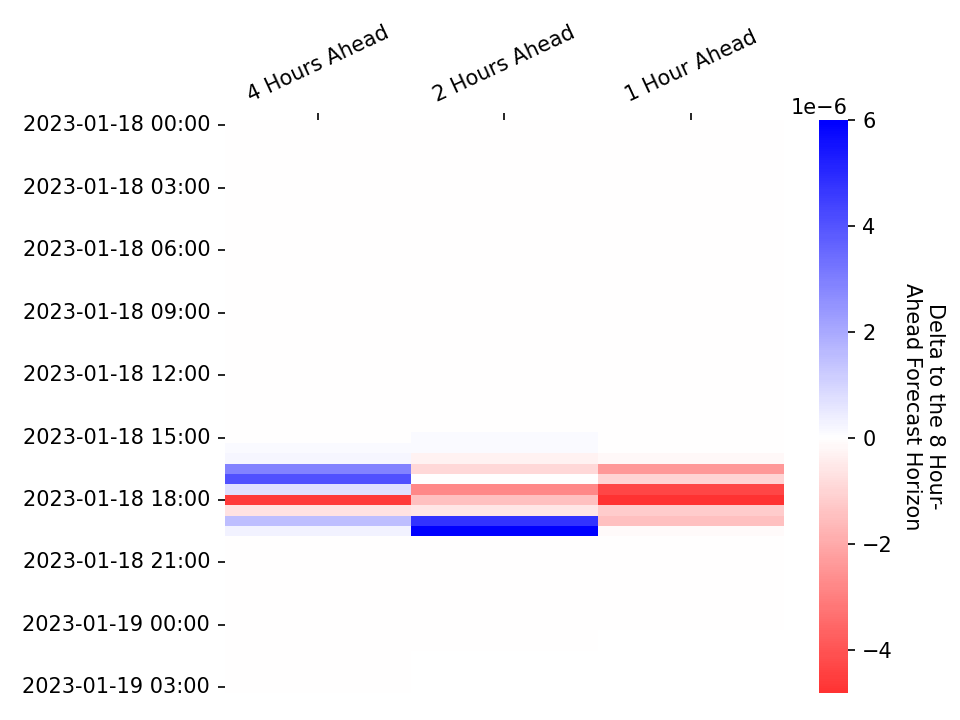 4 Hours Ahead
2 Hours Ahead
1 Hour Ahead
1e−6
2023-01-18 00:00
2023-01-18 03:00
2023-01-18 06:00
2023-01-18 09:00
2023-01-18 12:00
2023-01-18 15:00
2023-01-18 18:00
2023-01-18 21:00
2023-01-19 00:00
2023-01-19 03:00
6
4
2
0
−2
−4
Delta to the 8 Hour-
Ahead Forecast Horizon